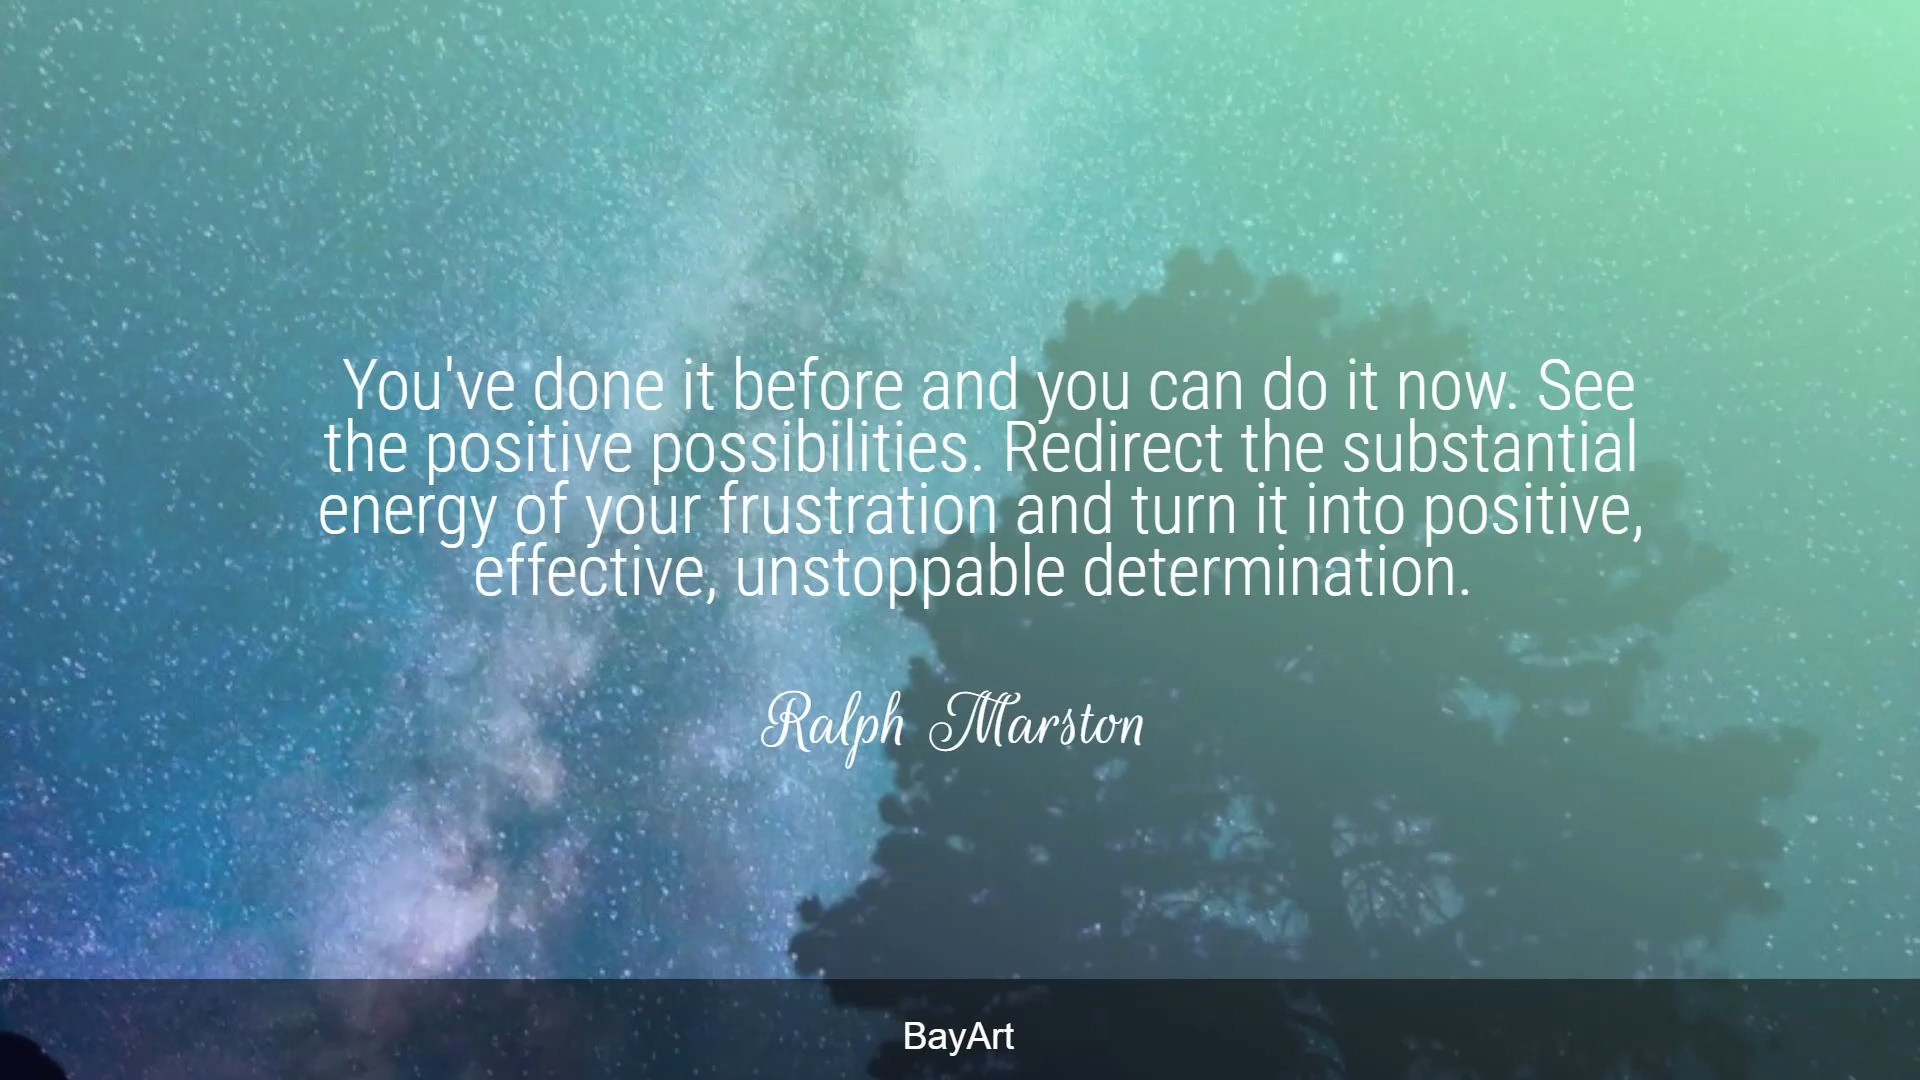 You've done it before and you can do it now. See
the positive possibilities. Redirect the substantial
energy of your frustration and turn it into positive,
effective, unstoppable determination.
Ralph Marston
BayArt